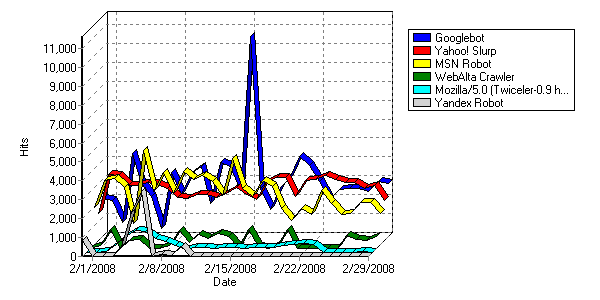 11,000
10,000
9,000
8,000
7,000
6,000
5,000
4,000
3,000
2,000
1,000
0
Hits
2/1/2008 2/8/2008 2/15/2008 2/22/2008 2/29/2008
Date
Googlebot
Yahoo! Slurp
MSN Robot
WebAlta Crawler
Mozilla/5.0 (Twiceler-0.9 h...
Yandex Robot